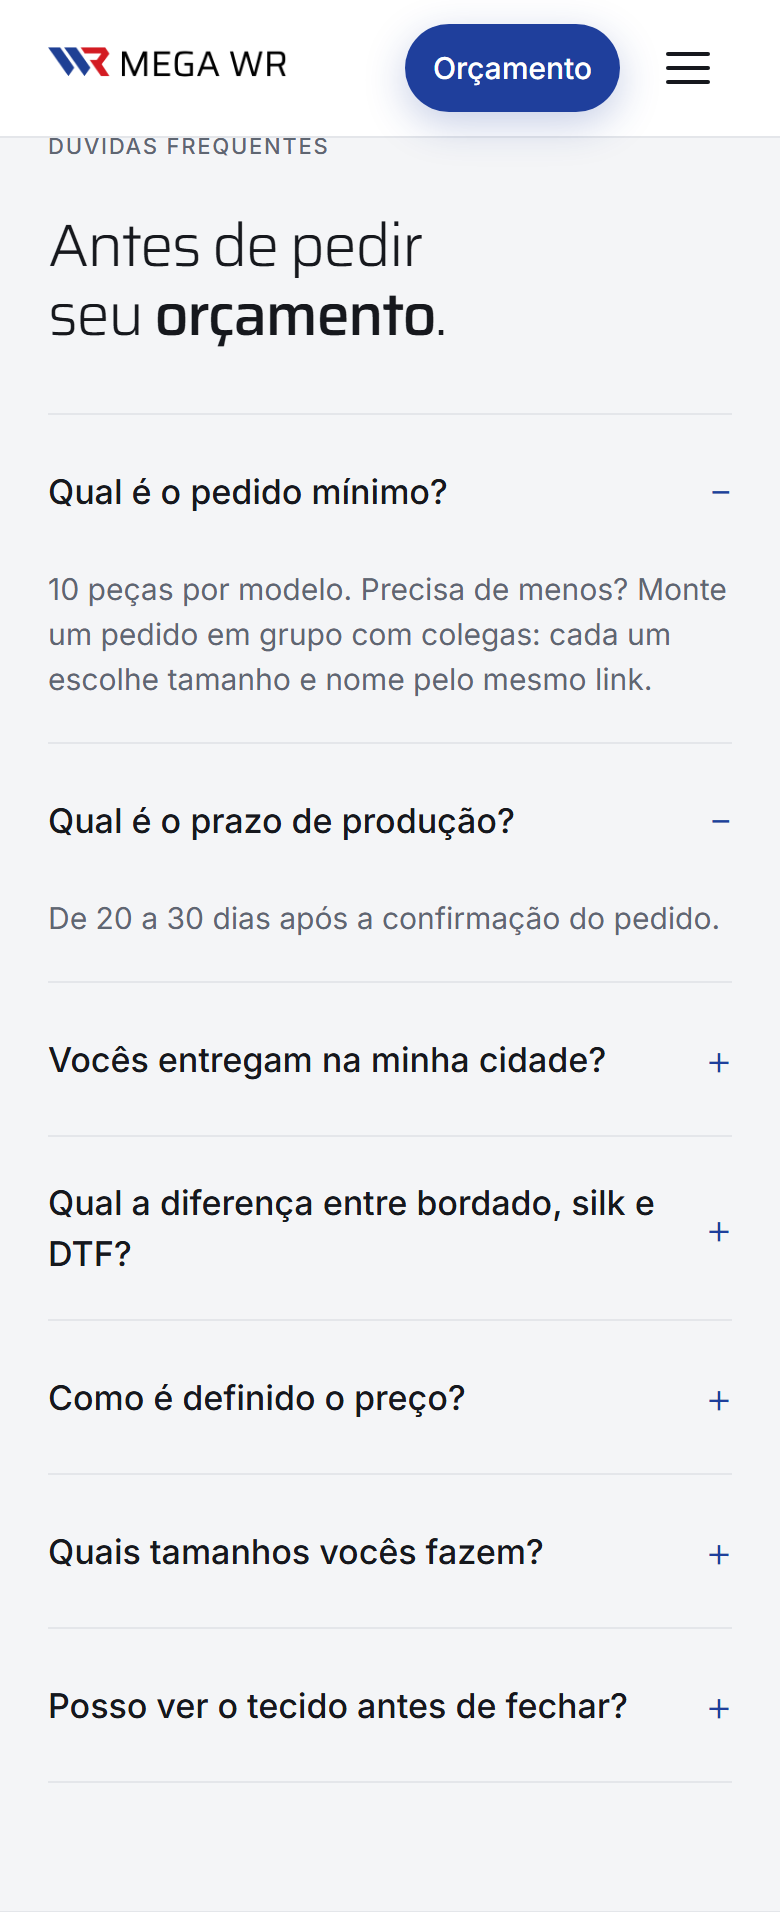 WR MEGA WR
Orçamento
DÚVIDAS FREQUENTES
Antes de pedir
seu orçamento.
Qual é o pedido mínimo?
10 peças por modelo. Precisa de menos? Monte
um pedido em grupo com colegas: cada um
escolhe tamanho e nome pelo mesmo link.
Qual é o prazo de produção?
De 20 a 30 dias após a confirmação do pedido.
Vocês entregam na minha cidade?
Qual a diferença entre bordado, silk e
DTF?
Como é definido o preço?
Quais tamanhos vocês fazem?
Posso ver o tecido antes de fechar?